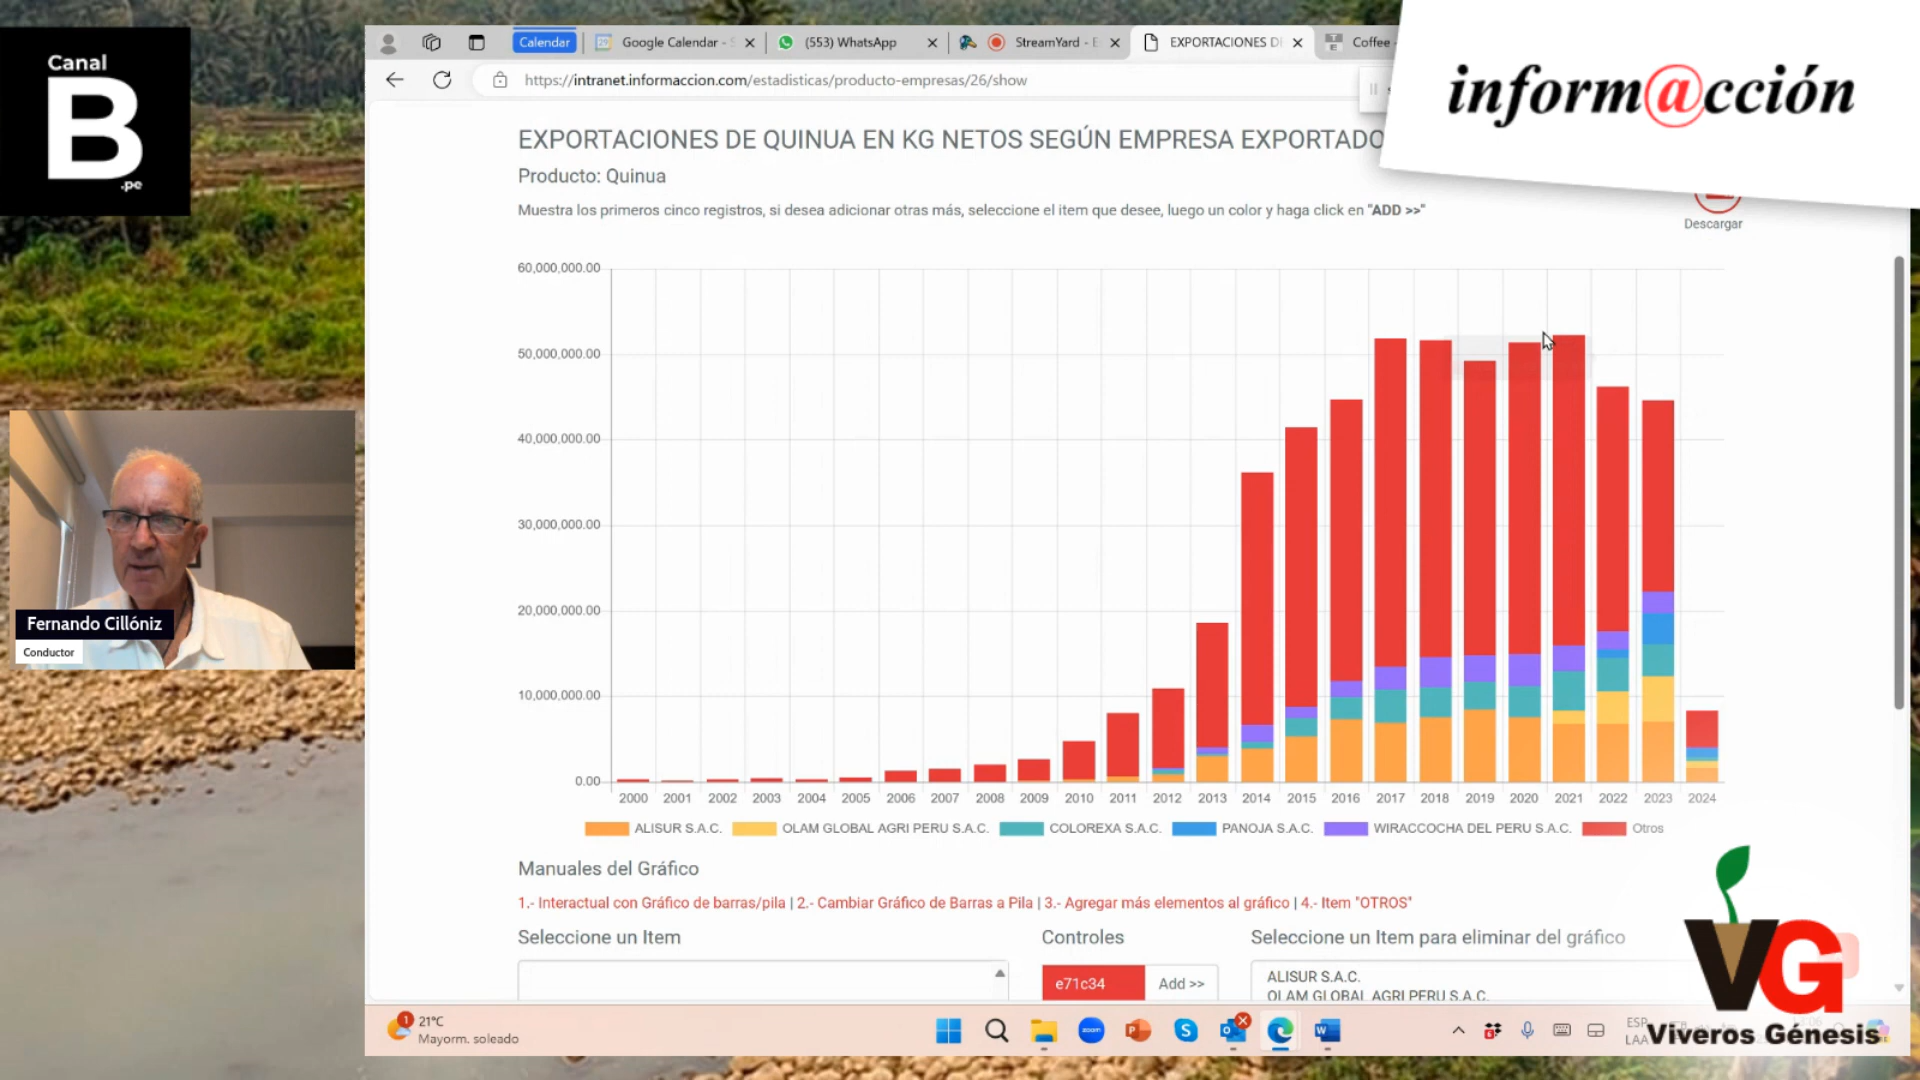 Canal
B
.pe
Calendar
Google Calendar - S
(553) WhatsApp
StreamYard - E
EXPORTACIONES D
Coffee
https://intranet.informaccion.com/estadisticas/producto-empresas/26/show
inform@cción
EXPORTACIONES DE QUINUA EN KG NETOS SEGÚN EMPRESA EXPORTADO
Producto: Quinua
Muestra los primeros cinco registros, si desea adicionar otras más, seleccione el item que desee, luego un color y haga click en "ADD >>"
Descargar
60,000,000.00
50,000,000.00
40,000,000.00
30,000,000.00
20,000,000.00
10,000,000.00
0.00
2000 2001 2002 2003 2004 2005 2006 2007 2008 2009 2010 2011 2012 2013 2014 2015 2016 2017 2018 2019 2020 2021 2022 2023 2024
ALISUR S.A.C. OLAM GLOBAL AGRI PERU S.A.C. COLOREXA S.A.C. PANOJA S.A.C. WIRACCOCHA DEL PERU S.A.C. Otros
Fernando Cillóniz
Conductor
Manuales del Gráfico
1.- Interactual con Gráfico de barras/pila | 2.- Cambiar Gráfico de Barras a Pila | 3.- Agregar más elementos al gráfico | 4.- Item "OTROS"
Seleccione un Item
Controles
Seleccione un Item para eliminar del gráfico
e71c34
Add >>
ALISUR S.A.C.
OLAM GLOBAL AGRI PERU S.A.C.
VG
Viveros Génesis
1
21°C
Mayorm. soleado
zoom
ESP
LAA